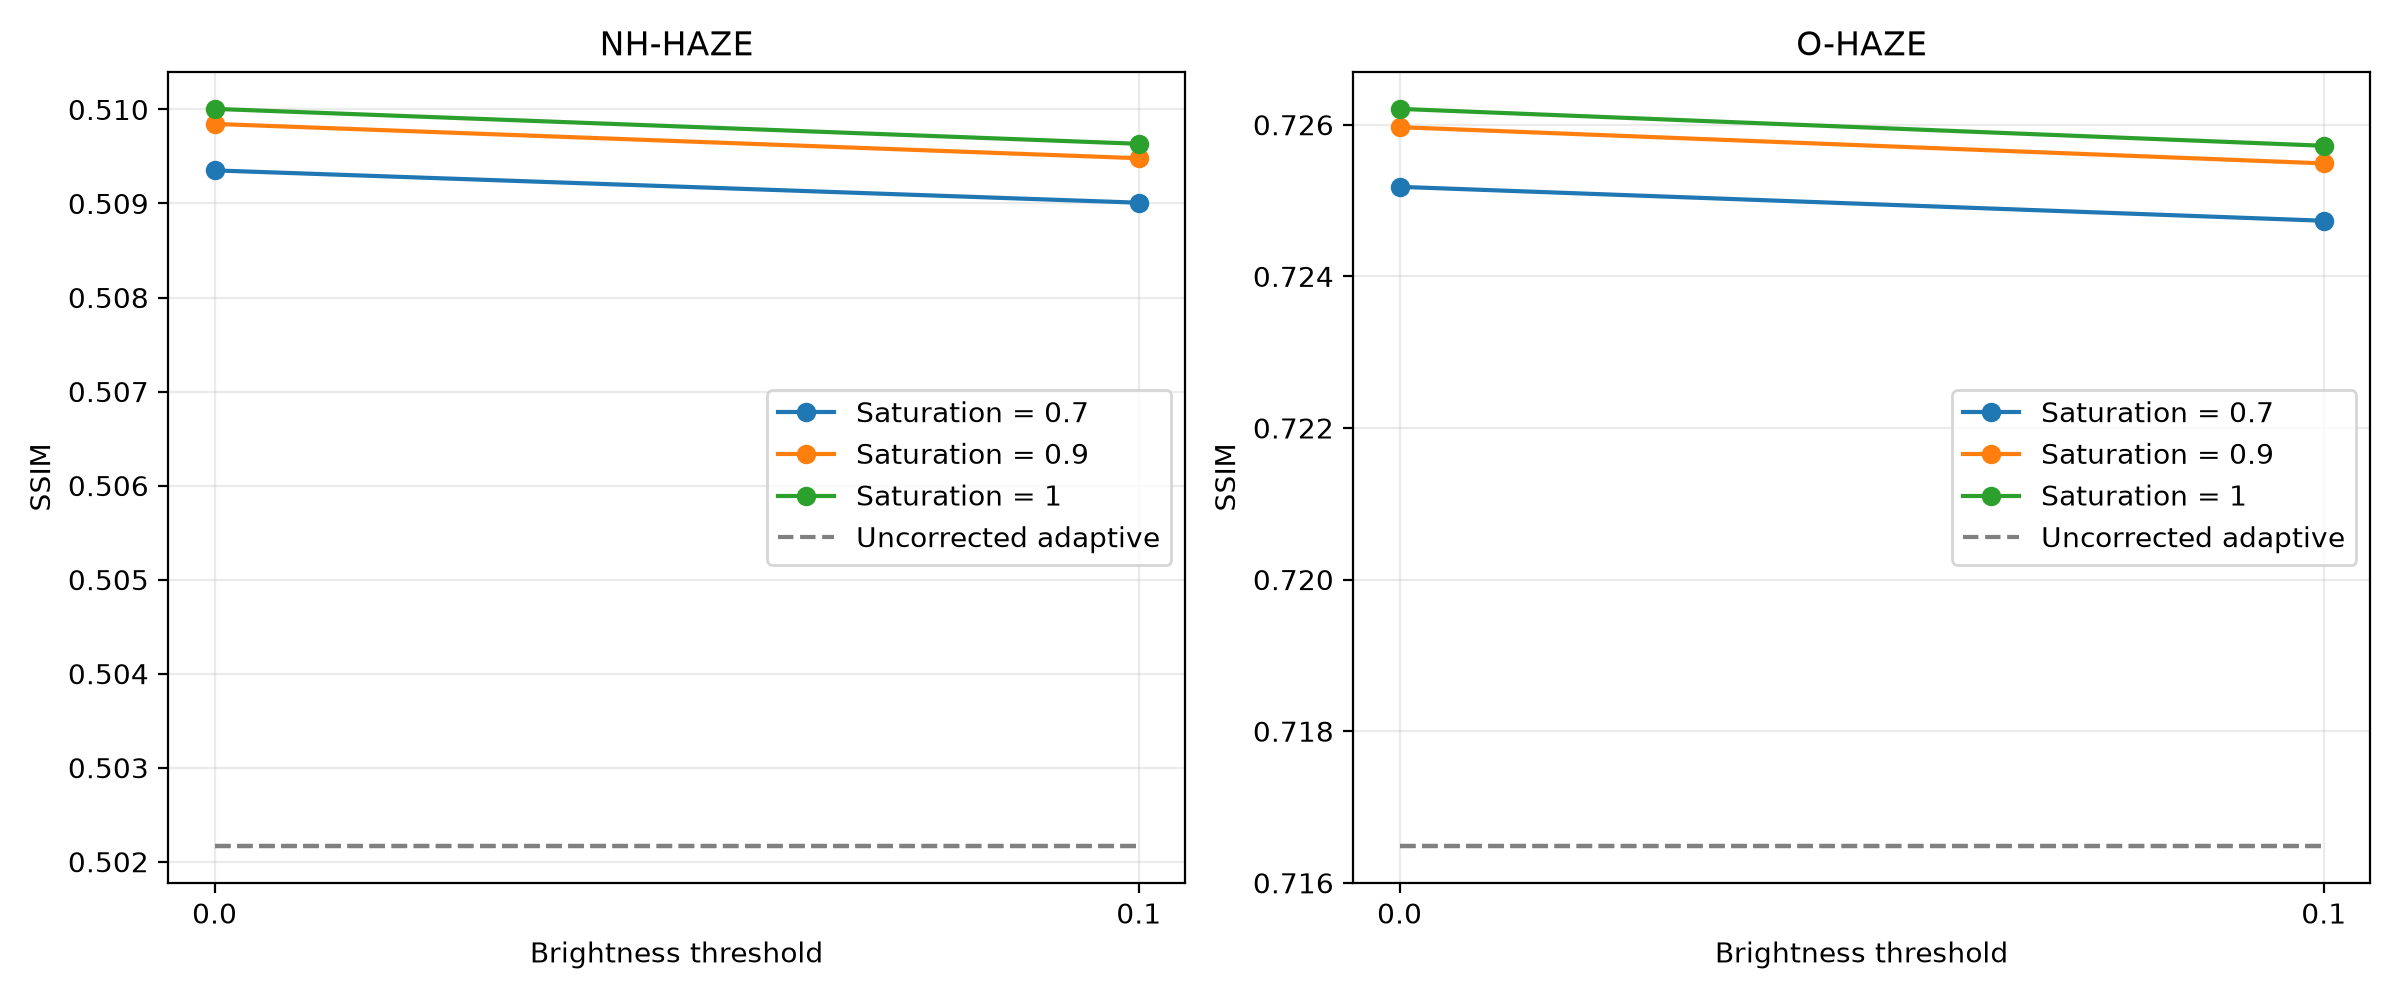 NH-HAZE
0.510
0.509
0.508
0.507
0.506
0.505
0.504
0.503
0.502
SSIM
Saturation = 0.7
Saturation = 0.9
Saturation = 1
Uncorrected adaptive
0.0 0.1
Brightness threshold
O-HAZE
0.726
0.724
0.722
0.720
0.718
0.716
SSIM
Saturation = 0.7
Saturation = 0.9
Saturation = 1
Uncorrected adaptive
0.0 0.1
Brightness threshold